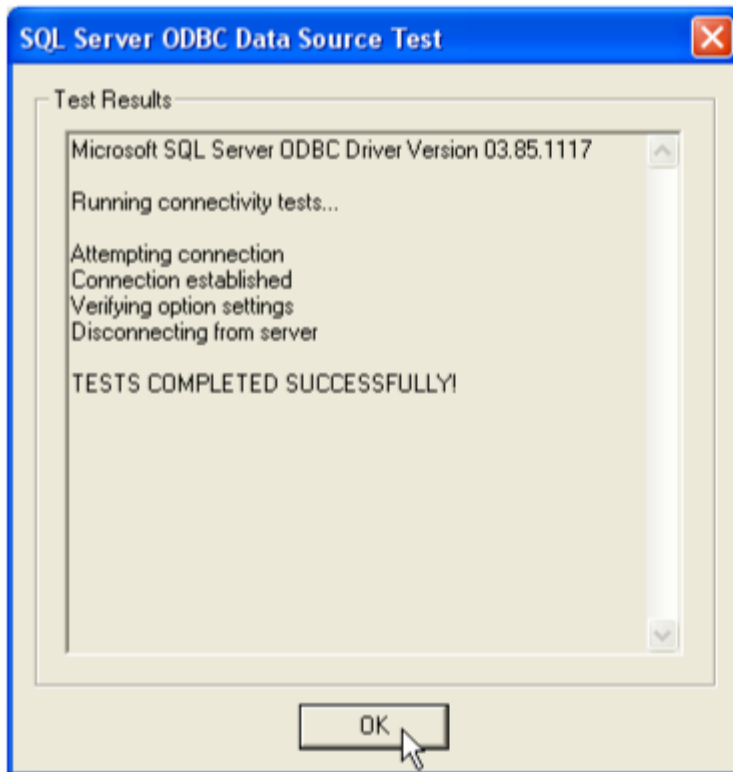 SQL Server ODBC Data Source Test
Test Results
Microsoft SQL Server ODBC Driver Version 03.85.1117
Running connectivity tests...
Attempting connection
Connection established
Verifying option settings
Disconnecting from server
TESTS COMPLETED SUCCESSFULLY!
OK